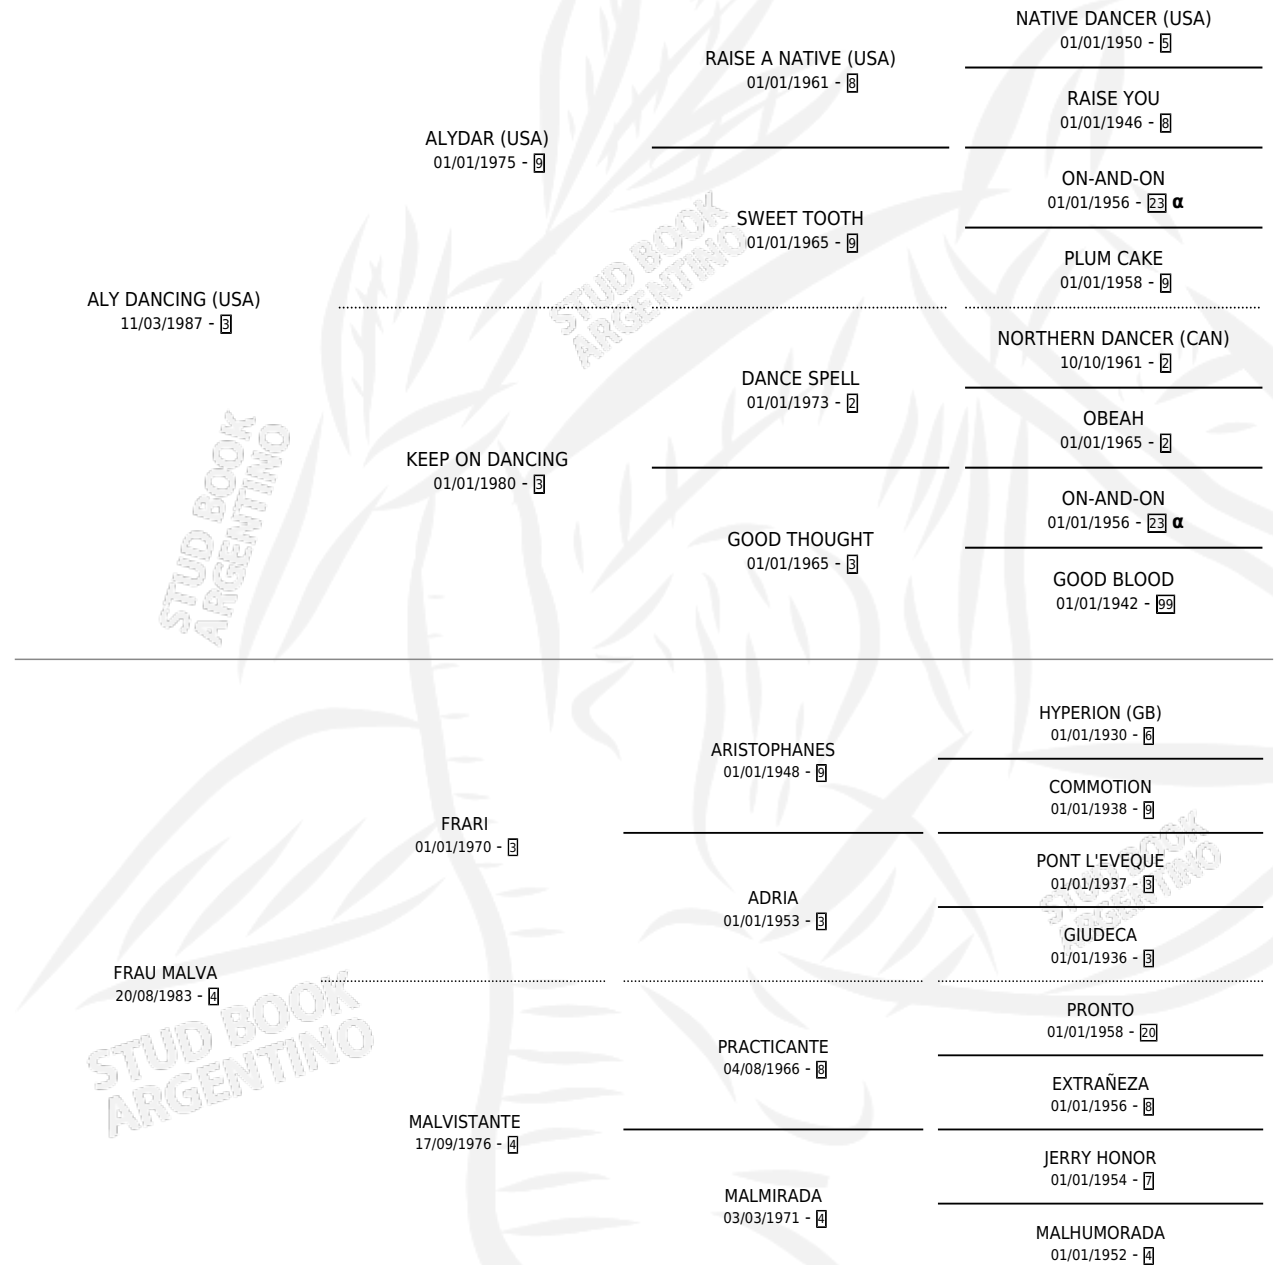 NATIVE DANCER (USA)
01/01/1950 - 5
RAISE A NATIVE (USA)
01/01/1961 - 8
RAISE YOU
01/01/1946 - 8
ALYDAR (USA)
01/01/1975 - 9
ON-AND-ON
01/01/1956 - 23 α
SWEET TOOTH
01/01/1965 - 9
PLUM CAKE
01/01/1958 - 9
ALY DANCING (USA)
11/03/1987 - 3
NORTHERN DANCER (CAN)
10/10/1961 - 2
DANCE SPELL
01/01/1973 - 2
OBEAH
01/01/1965 - 2
KEEP ON DANCING
01/01/1980 - 3
ON-AND-ON
01/01/1956 - 23 α
GOOD THOUGHT
01/01/1965 - 3
GOOD BLOOD
01/01/1942 - 99
HYPERION (GB)
01/01/1930 - 6
ARISTOPHANES
01/01/1948 - 9
COMMOTION
01/01/1938 - 9
FRARI
01/01/1970 - 3
PONT L'EVEQUE
01/01/1937 - 3
ADRIA
01/01/1953 - 3
GIUDECA
01/01/1936 - 3
FRAU MALVA
20/08/1983 - 4
PRONTO
01/01/1958 - 20
PRACTICANTE
04/08/1966 - 8
EXTRAÑEZA
01/01/1956 - 8
MALVISTANTE
17/09/1976 - 4
JERRY HONOR
01/01/1954 - 7
MALMIRADA
03/03/1971 - 4
MALHUMORADA
01/01/1952 - 4
STUD BOOK
ARGENTINO
STUD BOOK
ARGENTINO
STUD BOOK
ARGENTINO
STUD BOOK
ARGENTINO